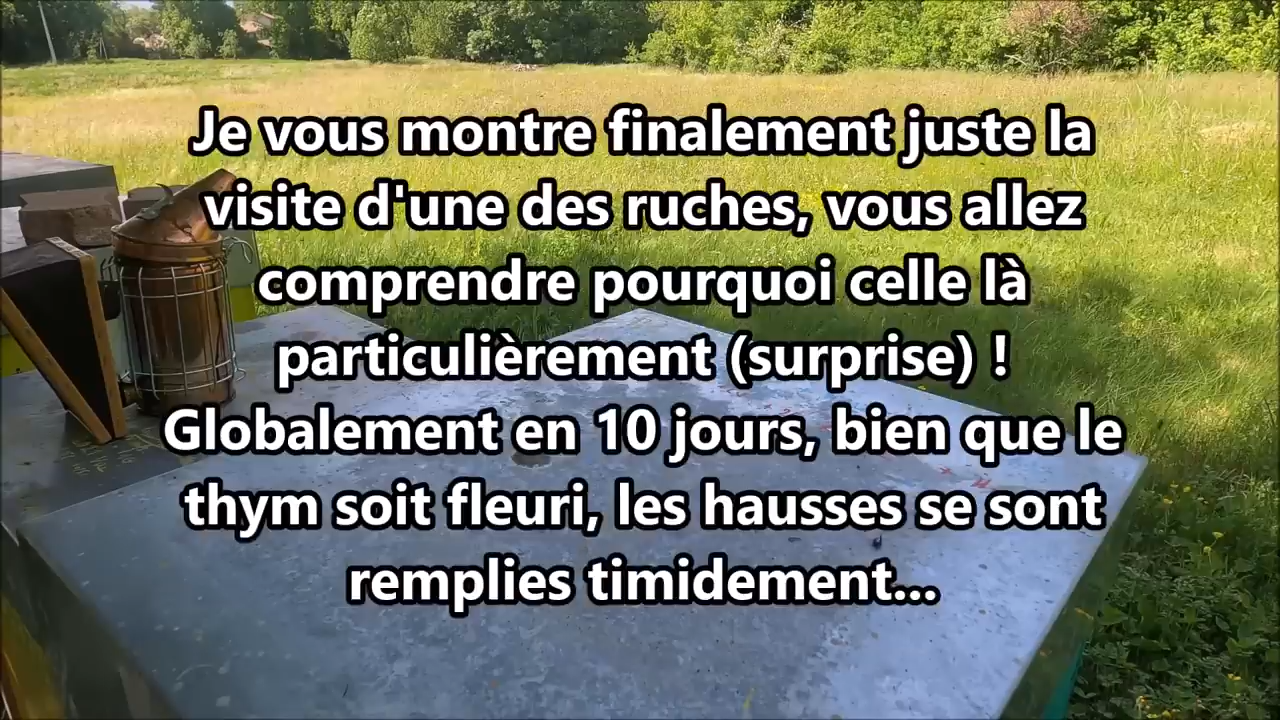 Je vous montre finalement juste la
visite d'une des ruches, vous allez
comprendre pourquoi celle là
particulièrement (surprise) !
Globalement en 10 jours, bien que le
thym soit fleuri, les hausses se sont
remplies timidement...